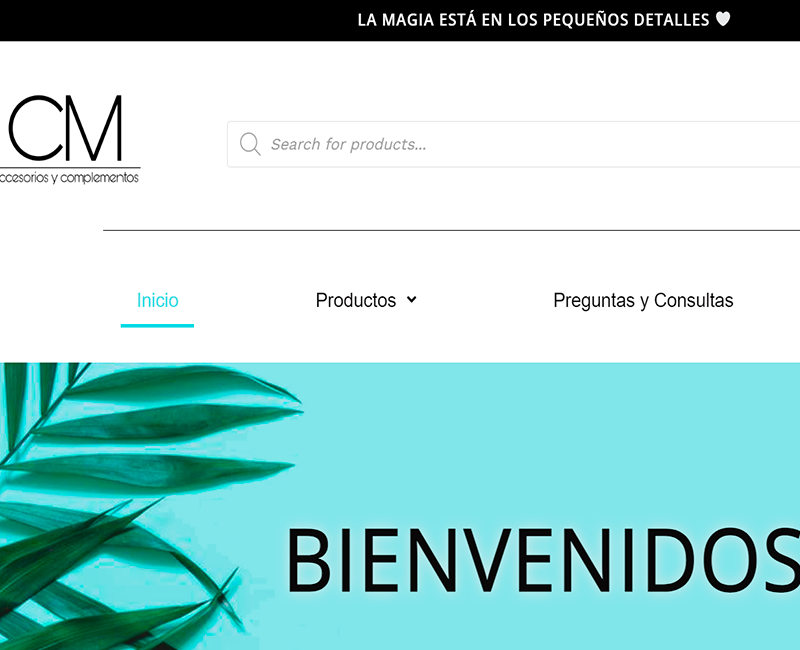 LA MAGIA ESTÁ EN LOS PEQUEÑOS DETALLES 🤍
CM
ccesorios y complementos
Search for products...
Inicio
Productos
Preguntas y Consultas
BIENVENIDOS